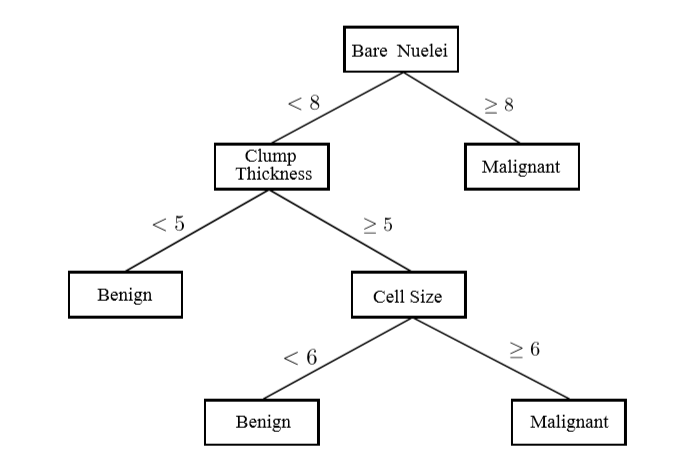 Bare Nuelei
< 8
≥ 8
Clump
Thickness
Malignant
< 5
≥ 5
Benign
Cell Size
< 6
≥ 6
Benign
Malignant